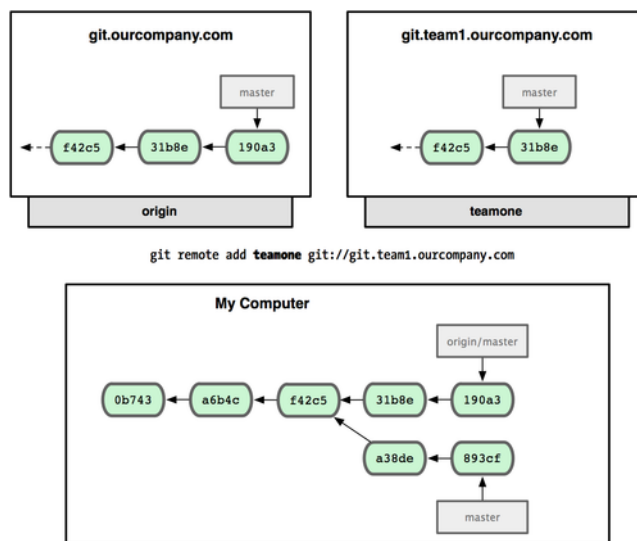 git.ourcompany.com
master
f42c5 31b8e 190a3
origin
git.team1.ourcompany.com
master
f42c5 31b8e
teamone
git remote add teamone git://git.team1.ourcompany.com
My Computer
origin/master
0b743 a6b4c f42c5 31b8e 190a3
a38de 893cf
master